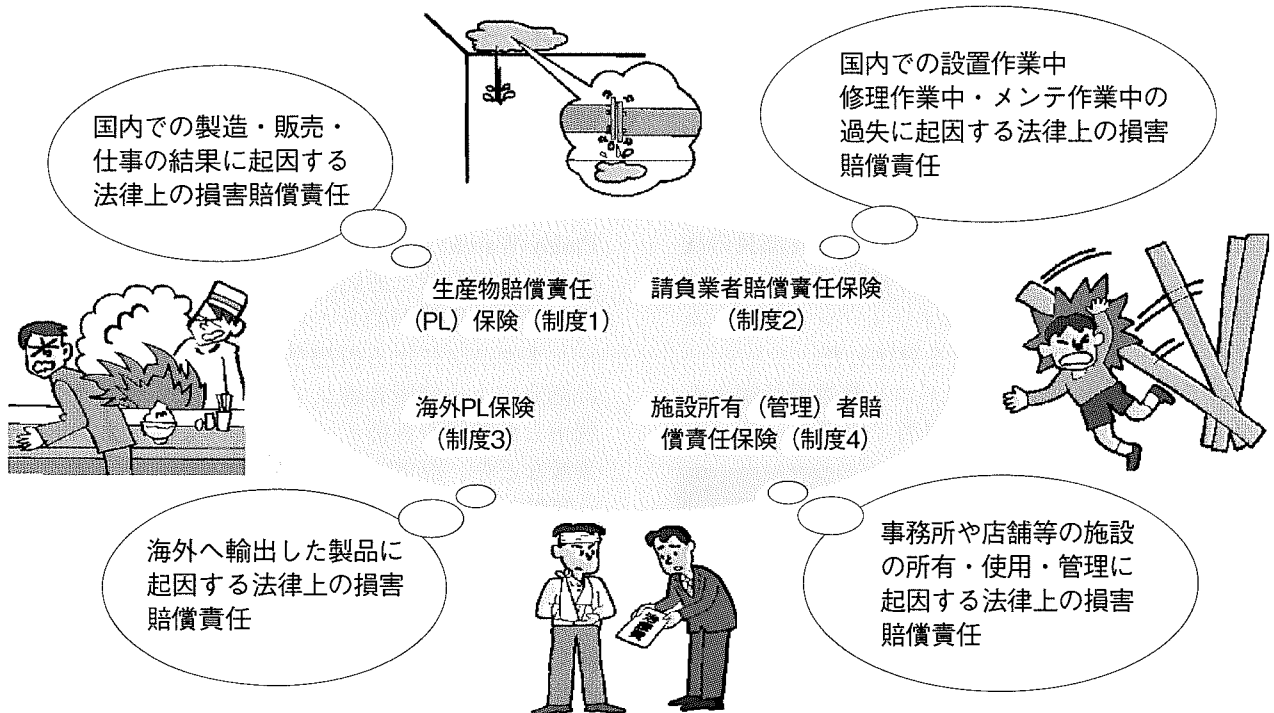 国内での製造・販売・
仕事の結果に起因する
法律上の損害賠償責任
国内での設置作業中
修理作業中・メンテ作業中の
過失に起因する法律上の損害
賠償責任
生産物賠償責任
(PL)保険(制度1)
請負業者賠償責任保険
(制度2)
海外PL保険
(制度3)
施設所有(管理)者賠
償責任保険(制度4)
海外へ輸出した製品に
起因する法律上の損害
賠償責任
事務所や店舗等の施設
の所有・使用・管理に
起因する法律上の損害
賠償責任